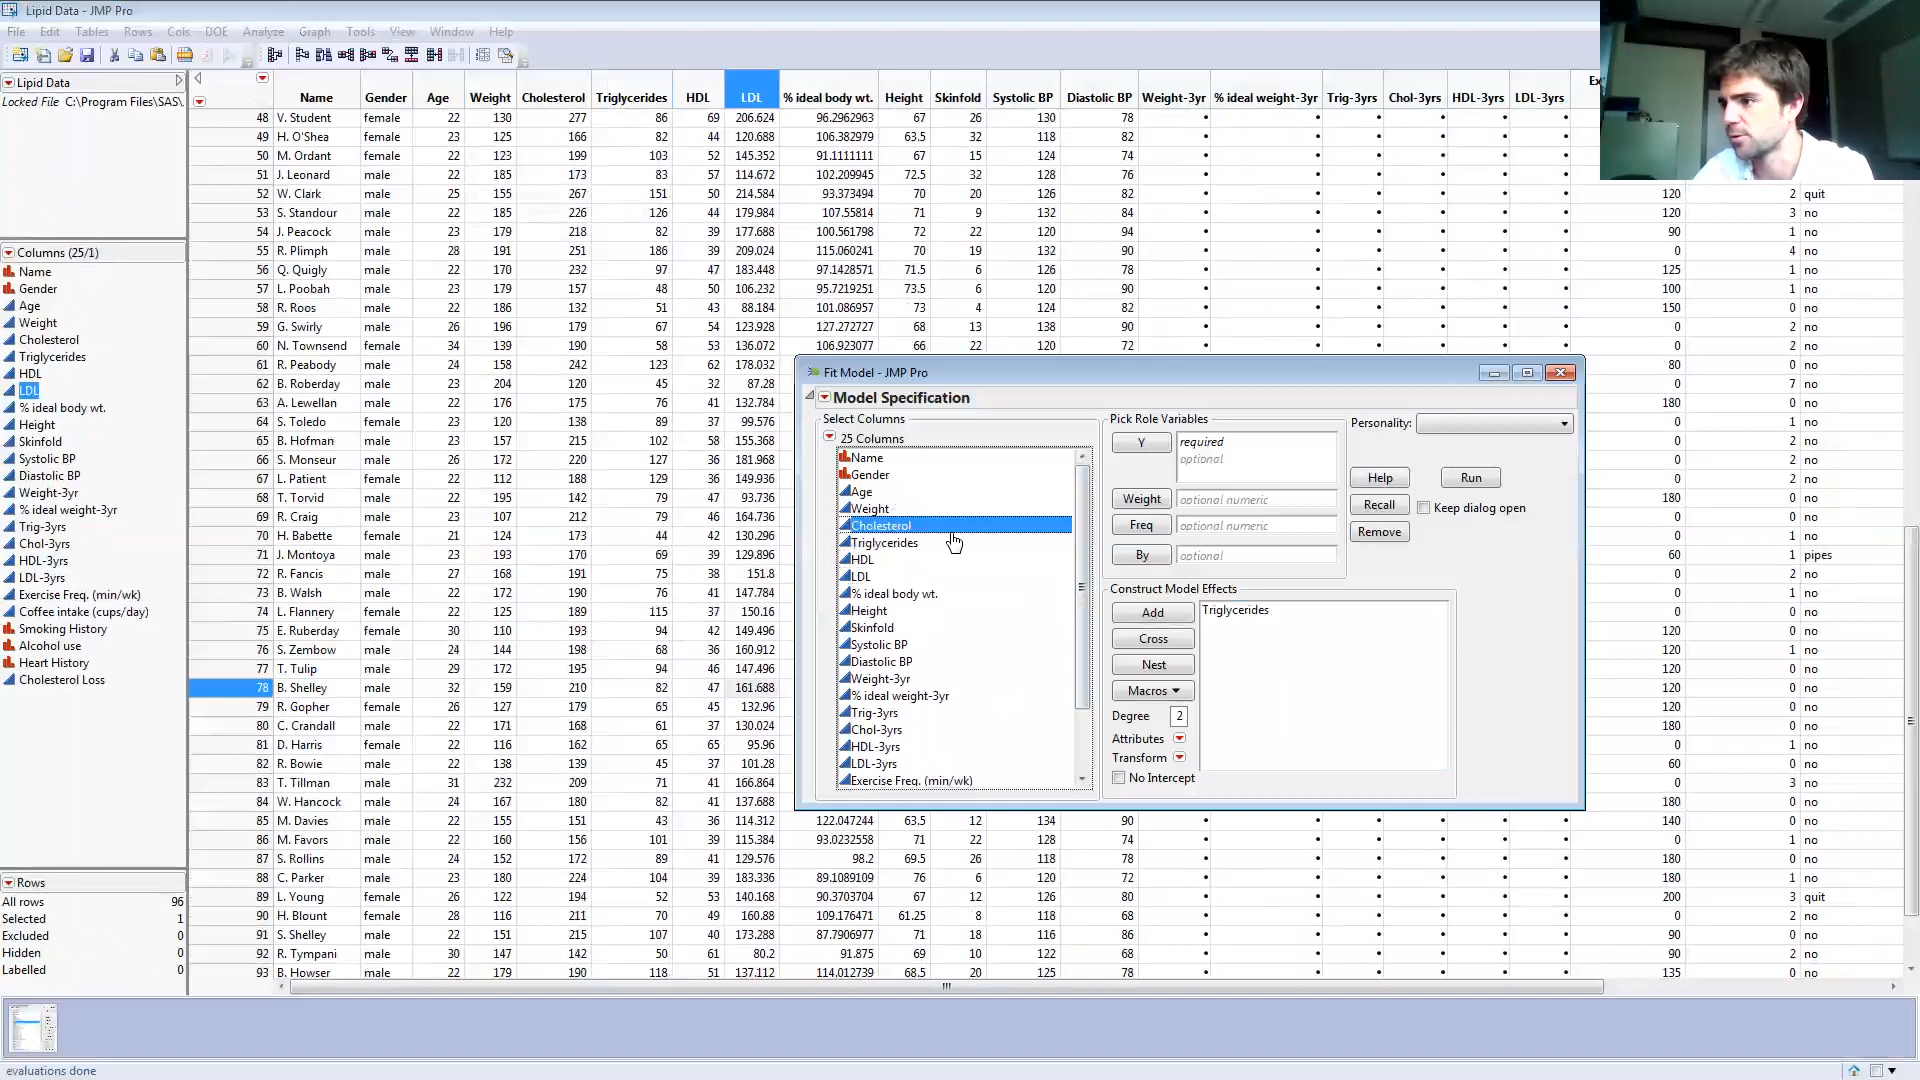 Lipid Data - JMP Pro
File Edit Tables Rows Cols DOE Analyze Graph Tools View Window Help
Lipid Data
Locked File C:\Program Files\SAS\.
Columns (25/1)
Name
Gender
Age
Weight
Cholesterol
Triglycerides
HDL
LDL
% ideal body wt.
Height
Skinfold
Systolic BP
Diastolic BP
Weight-3yr
% ideal weight-3yr
Trig-3yrs
Chol-3yrs
HDL-3yrs
LDL-3yrs
Exercise Freq. (min/wk)
Coffee intake (cups/day)
Smoking History
Alcohol use
Heart History
Cholesterol Loss
Rows
All rows 96
Selected 1
Excluded 0
Hidden 0
Labelled 0
Name Gender Age Weight Cholesterol Triglycerides HDL LDL % ideal body wt. Height Skinfold Systolic BP Diastolic BP Weight-3yr % ideal weight-3yr Trig-3yrs Chol-3yrs HDL-3yrs LDL-3yrs Ex
48 V. Student female 22 130 277 86 69 206.624 96.2962963 67 26 130 78
49 H. O'Shea female 23 125 166 82 44 120.688 106.382979 63.5 32 118 82
50 M. Ordant female 22 123 199 103 52 145.352 91.1111111 67 15 124 74
51 J. Leonard male 22 185 173 83 57 114.672 102.209945 72.5 32 128 76
52 W. Clark male 25 155 267 151 50 214.584 93.373494 70 20 126 82 120 2 quit
53 S. Standour male 22 185 226 126 44 179.984 107.55814 71 9 132 84 120 3 no
54 J. Peacock male 23 179 218 82 39 177.688 100.561798 72 22 120 94 90 1 no
55 R. Plimph male 28 191 251 186 39 209.024 115.060241 70 19 132 90 0 4 no
56 Q. Quigly male 22 170 232 97 47 183.448 97.1428571 71.5 6 126 78 125 1 no
57 L. Poobah male 23 179 157 48 50 106.232 95.7219251 73.5 6 120 90 100 1 no
58 R. Roos male 22 186 132 51 43 88.184 101.086957 73 4 124 82 150 0 no
59 G. Swirly male 26 196 179 67 54 123.928 127.272727 68 13 138 90 0 2 no
60 N. Townsend female 34 139 190 58 53 136.072 106.923077 66 22 120 72 0 2 no
61 R. Peabody male 24 158 242 123 62 178.032 80 0 no
62 B. Roberday male 23 204 120 45 32 87.28 0 7 no
63 A. Lewellan male 22 176 175 76 41 132.784 180 0 no
64 S. Toledo female 22 120 138 89 37 99.576 0 1 no
65 B. Hofman male 23 157 215 102 58 155.368 0 2 no
66 S. Monseur male 26 172 220 127 36 181.968 0 2 no
67 L. Patient male 22 112 188 129 36 149.936 0 2 no
68 T. Torvid male 22 195 142 79 32 93.736 180 0 no
69 R. Craig male 23 107 212 79 46 164.736 0 1 no
70 H. Babette female 21 124 173 44 42 130.296 0 2 no
71 J. Montoya male 23 193 170 69 39 129.896 60 1 pipes
72 R. Fancis male 27 168 191 75 38 151.8 0 2 no
73 B. Walsh male 22 172 190 76 41 147.784 0 1 no
74 L. Flannery female 22 125 189 115 37 150.16 0 0 no
75 E. Ruberday female 30 110 193 94 42 149.496 120 0 no
76 S. Zembow male 24 144 198 68 36 160.912 120 1 no
77 T. Tulip male 29 172 195 94 46 147.496 120 0 no
78 B. Shelley male 32 159 210 82 47 161.688 120 0 no
79 R. Gopher female 26 127 179 65 45 132.96 120 0 no
80 C. Crandall male 22 171 168 61 37 130.024 180 0 no
81 D. Harris female 22 116 162 65 65 95.96 0 1 no
82 R. Bowie male 22 138 139 45 37 101.28 60 0 no
83 T. Tillman male 31 232 209 71 41 166.864 0 3 no
84 W. Hancock male 24 167 180 82 41 137.688 180 0 no
85 M. Davies male 22 155 151 43 36 114.312 122.047244 63.5 12 134 90 140 0 no
86 M. Favors male 22 160 156 101 39 115.384 93.0232558 71 22 128 74 0 1 no
87 S. Rollins male 24 152 172 89 41 129.576 98.2 69.5 26 118 78 180 0 no
88 C. Parker male 23 180 224 104 39 183.336 89.1089109 76 6 120 72 180 1 no
89 L. Young female 26 122 194 52 53 140.168 90.3703704 67 12 126 80 200 3 quit
90 H. Blount female 28 116 211 70 49 160.88 109.176471 61.25 8 118 68 0 2 no
91 S. Shelley male 22 151 215 107 40 173.288 87.7906977 71 18 116 86 90 0 no
92 R. Tympani male 30 147 142 50 61 80.2 91.875 69 10 122 68 90 2 no
93 B. Howser male 22 179 190 118 51 137.112 114.012739 68.5 20 125 78 135 0 no
Fit Model - JMP Pro
Model Specification
Select Columns
25 Columns
Name
Gender
Age
Weight
Cholesterol
Triglycerides
HDL
LDL
% ideal body wt.
Height
Skinfold
Systolic BP
Diastolic BP
Weight-3yr
% ideal weight-3yr
Trig-3yrs
Chol-3yrs
HDL-3yrs
LDL-3yrs
Exercise Freq. (min/wk)
Pick Role Variables
Y required
optional
Weight optional numeric
Freq optional numeric
By optional
Personality:
Help Run
Recall Keep dialog open
Remove
Construct Model Effects
Add Triglycerides
Cross
Nest
Macros
Degree 2
Attributes
Transform
No Intercept
evaluations done